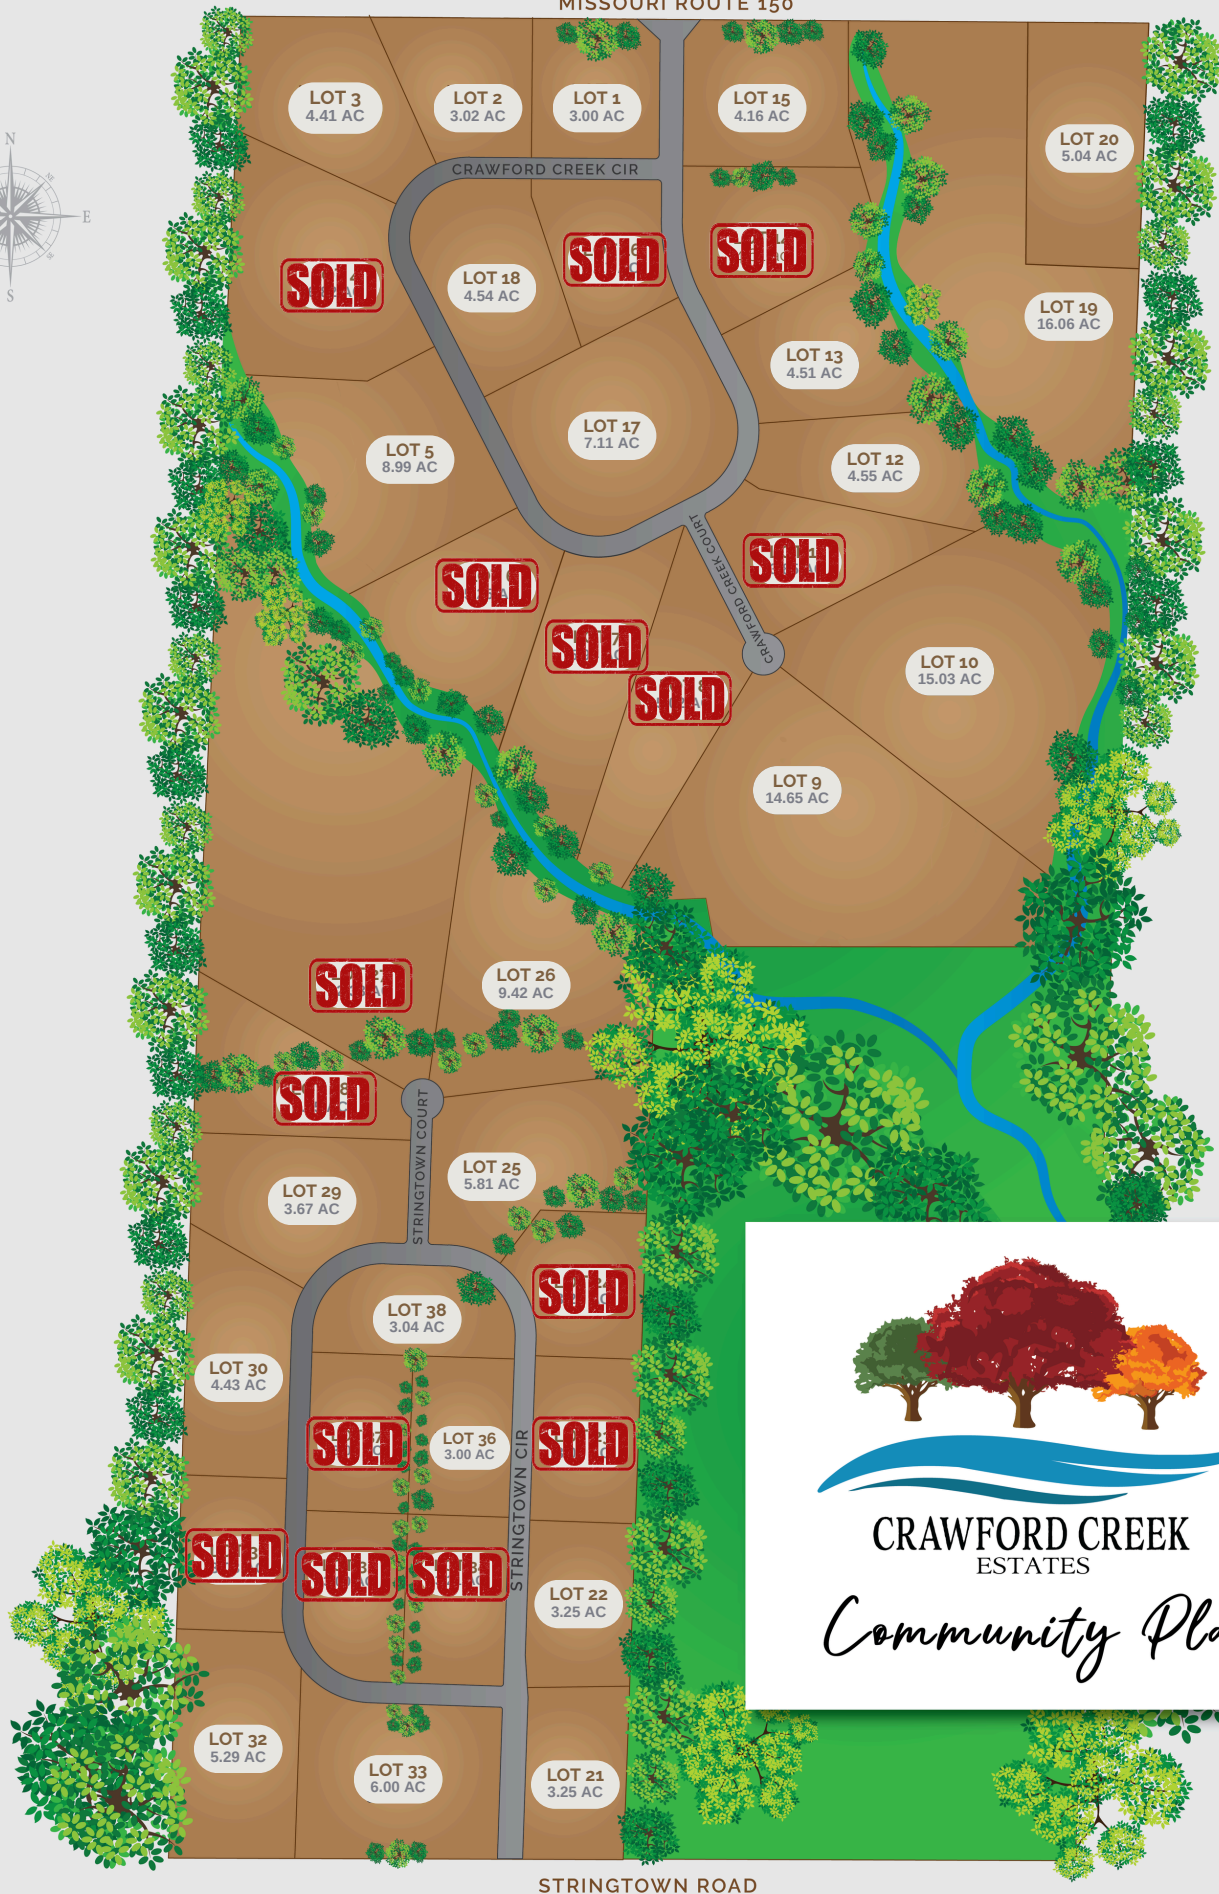 MISSOURI ROUTE 150
LOT 3
4.41 AC
LOT 2
3.02 AC
LOT 1
3.00 AC
LOT 15
4.16 AC
LOT 20
5.04 AC
N
E
S
CRAWFORD CREEK CIR
SOLD
LOT 18
4.54 AC
SOLD
SOLD
LOT 19
16.06 AC
LOT 13
4.51 AC
LOT 17
7.11 AC
LOT 5
8.99 AC
LOT 12
4.55 AC
CRAWFORD CREEK COURT
SOLD
SOLD
SOLD
SOLD
LOT 10
15.03 AC
LOT 9
14.65 AC
SOLD
LOT 26
9.42 AC
SOLD
STRINGTOWN COURT
LOT 25
5.81 AC
LOT 29
3.67 AC
SOLD
LOT 38
3.04 AC
LOT 30
4.43 AC
SOLD
LOT 36
3.00 AC
SOLD
STRINGTOWN CIR
SOLD
SOLD
SOLD
LOT 22
3.25 AC
LOT 32
5.29 AC
LOT 33
6.00 AC
LOT 21
3.25 AC
CRAWFORD CREEK
ESTATES
Community
STRINGTOWN ROAD